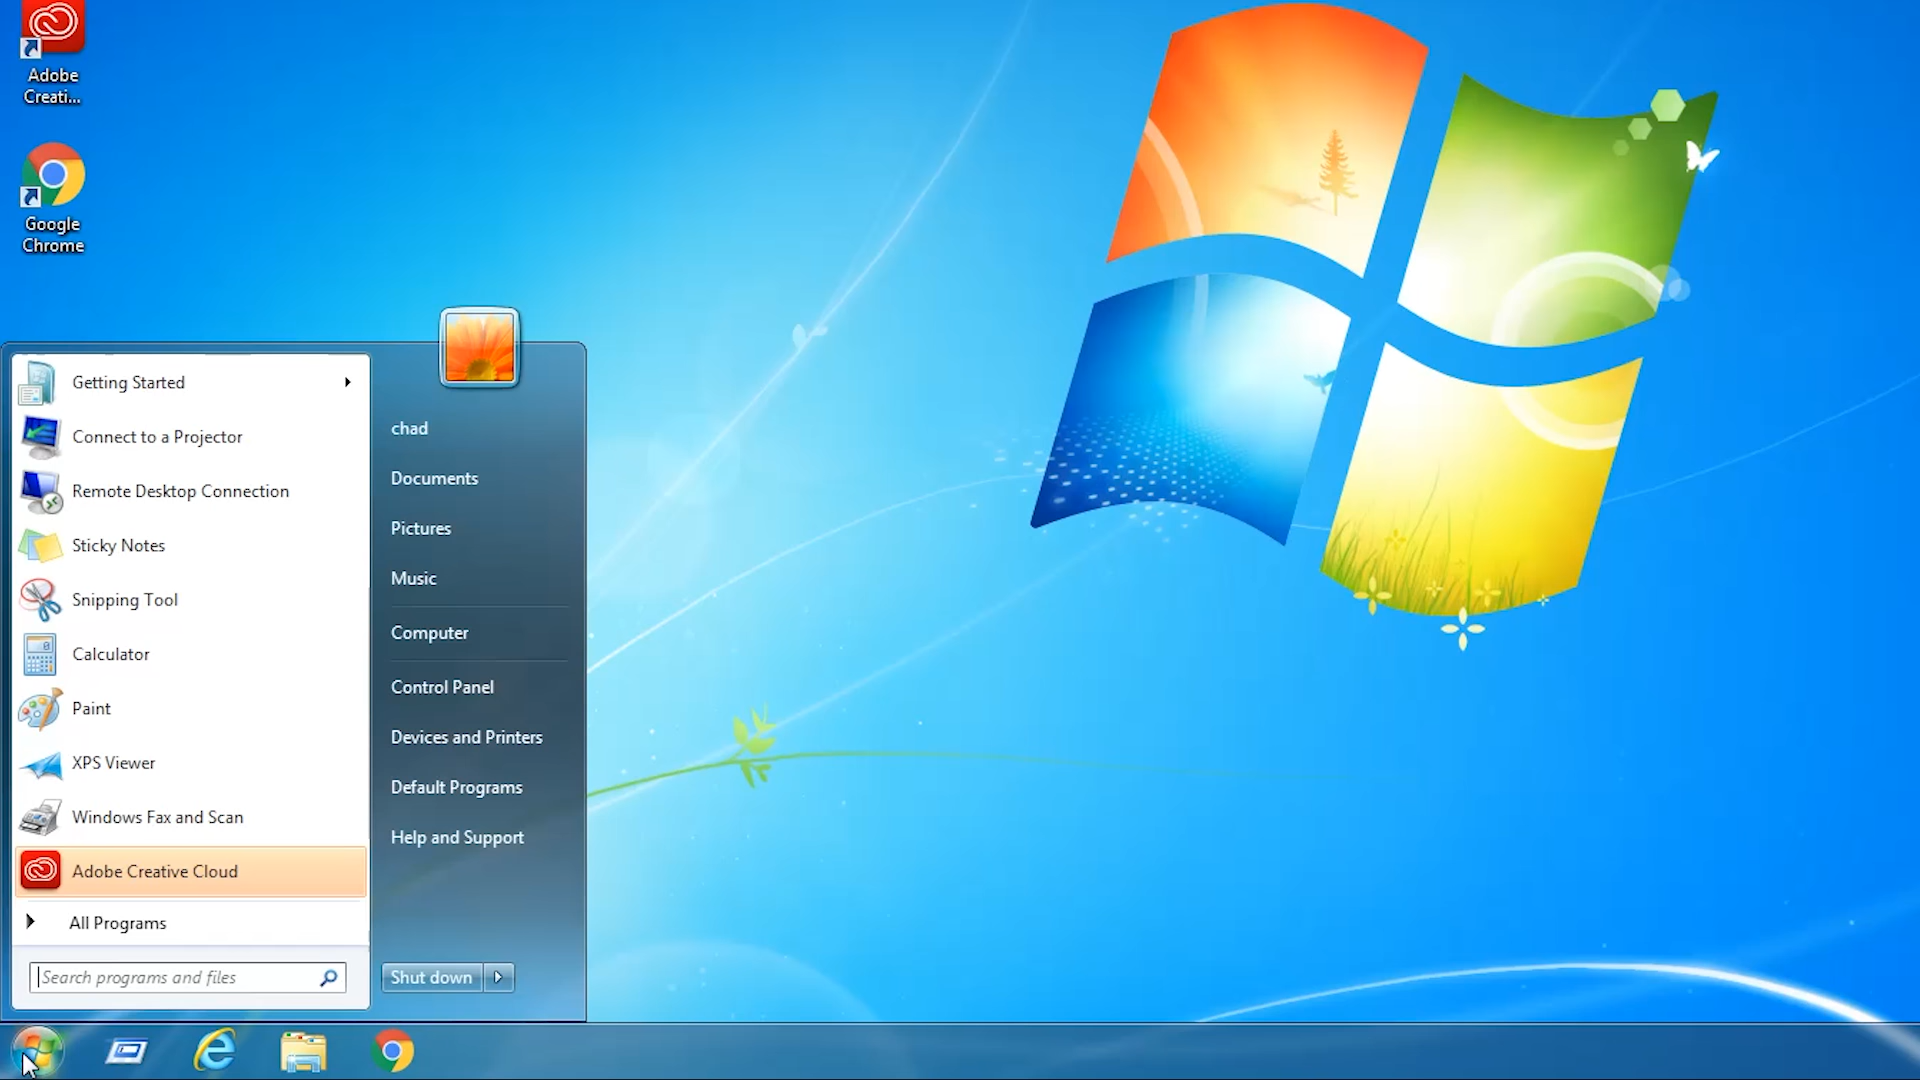 Adobe
Creati...
Google
Chrome
Getting Started
Connect to a Projector
Remote Desktop Connection
Sticky Notes
Snipping Tool
Calculator
Paint
XPS Viewer
Windows Fax and Scan
Adobe Creative Cloud
All Programs
Search programs and files
chad
Documents
Pictures
Music
Computer
Control Panel
Devices and Printers
Default Programs
Help and Support
Shut down